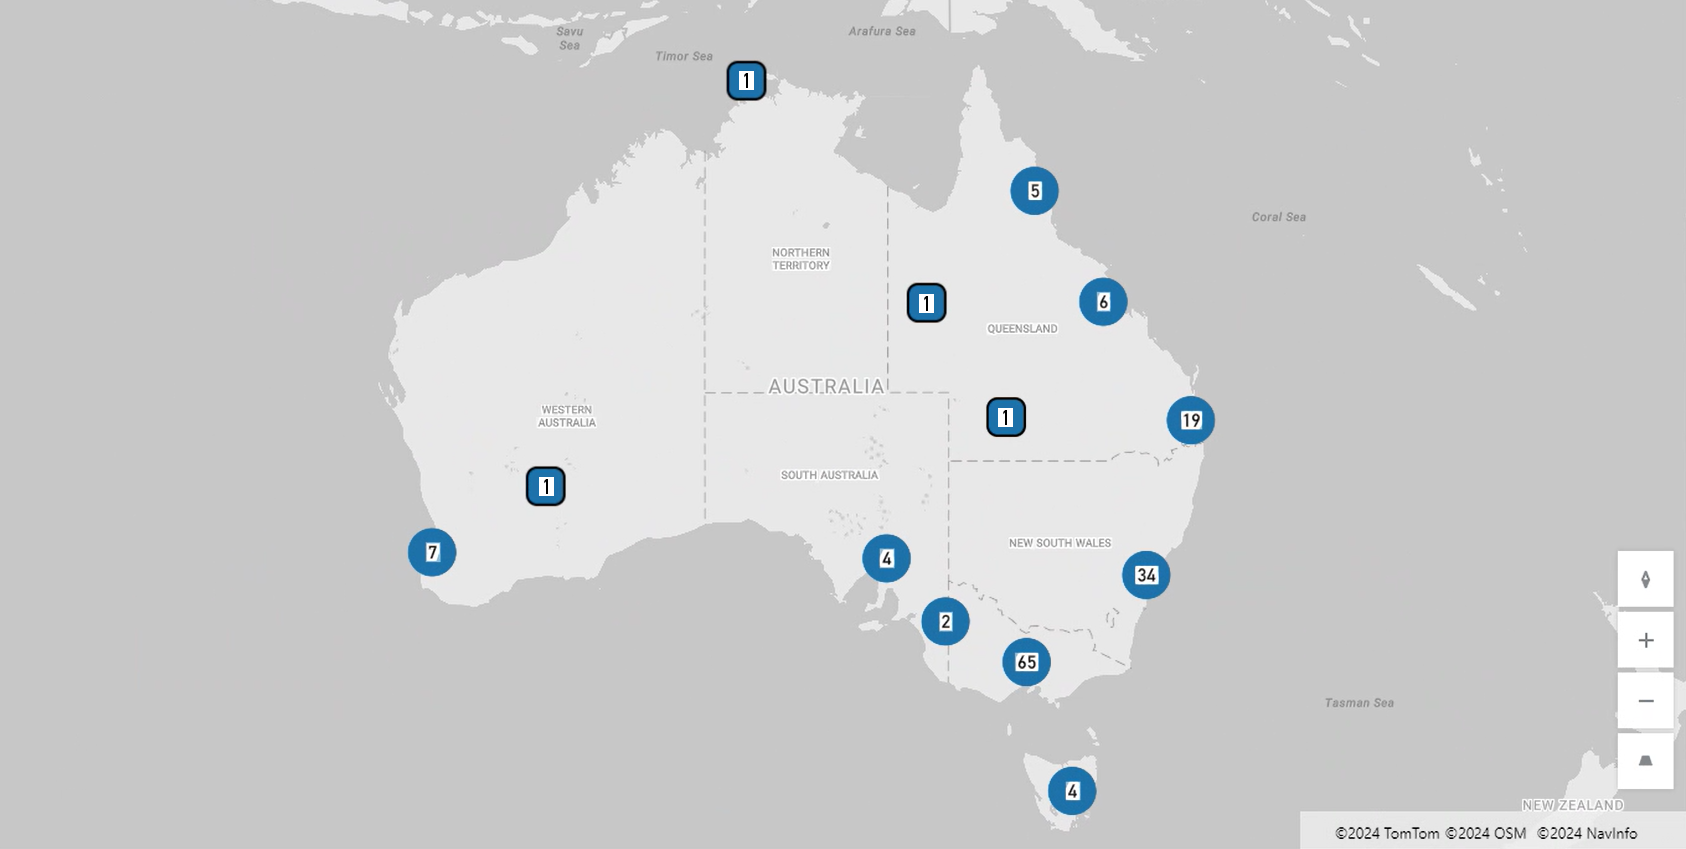 Savu
Sea
Arafura Sea
Timor Sea
1
5
Coral Sea
NORTHERN
TERRITORY
1
6
QUEENSLAND
AUSTRALIA
WESTERN
AUSTRALIA
1
19
SOUTH AUSTRALIA
1
NEW SOUTH WALES
7
4
34
2
65
Tasman Sea
4
NEW ZEALAND
©2024 TomTom ©2024 OSM ©2024 NavInfo